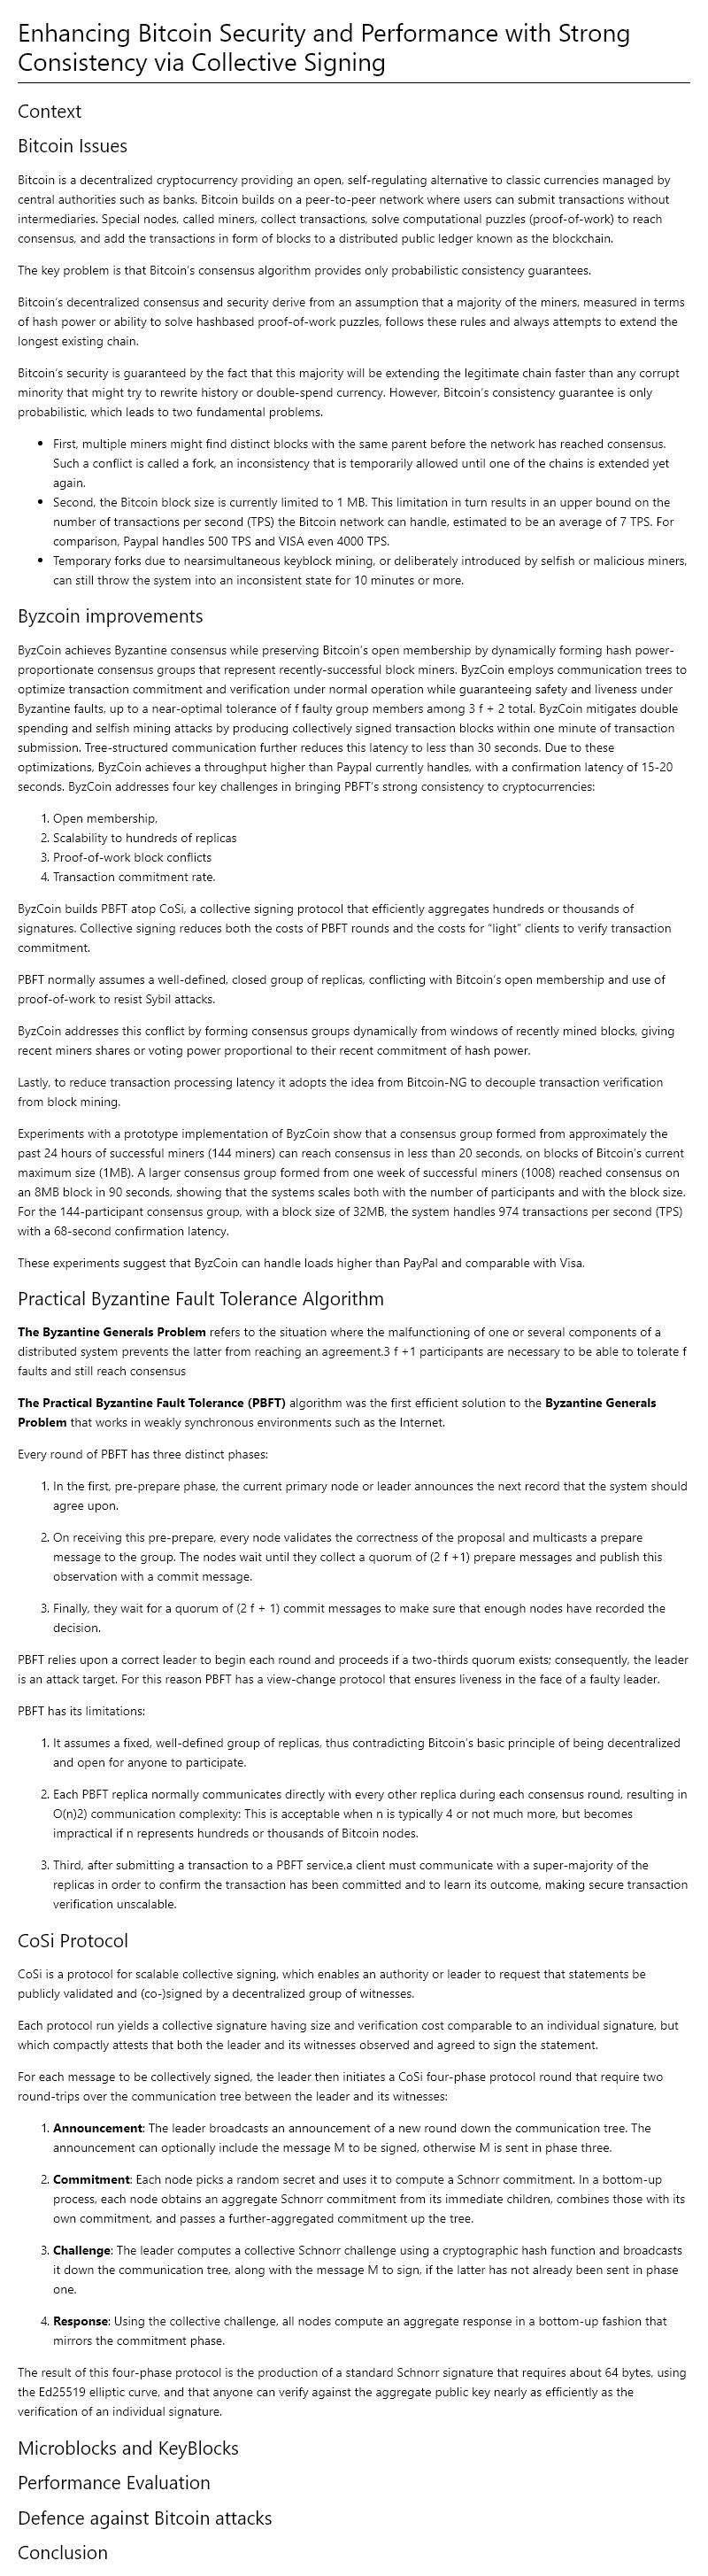 Enhancing Bitcoin Security and Performance with Strong
Consistency via Collective Signing
Context
Bitcoin Issues
Bitcoin is a decentralized cryptocurrency providing an open, self-regulating alternative to classic currencies managed by
central authorities such as banks. Bitcoin builds on a peer-to-peer network where users can submit transactions without
intermediaries. Special nodes, called miners, collect transactions, solve computational puzzles (proof-of-work) to reach
consensus, and add the transactions in form of blocks to a distributed public ledger known as the blockchain.
The key problem is that Bitcoin's consensus algorithm provides only probabilistic consistency guarantees.
Bitcoin's decentralized consensus and security derive from an assumption that a majority of the miners, measured in terms
of hash power or ability to solve hashbased proof-of-work puzzles, follows these rules and always attempts to extend the
longest existing chain.
Bitcoin's security is guaranteed by the fact that this majority will be extending the legitimate chain faster than any corrupt
minority that might try to rewrite history or double-spend currency. However, Bitcoin's consistency guarantee is only
probabilistic, which leads to two fundamental problems.
• First, multiple miners might find distinct blocks with the same parent before the network has reached consensus.
Such a conflict is called a fork, an inconsistency that is temporarily allowed until one of the chains is extended yet
again.
• Second, the Bitcoin block size is currently limited to 1 MB. This limitation in turn results in an upper bound on the
number of transactions per second (TPS) the Bitcoin network can handle, estimated to be an average of 7 TPS. For
comparison, Paypal handles 500 TPS and VISA even 4000 TPS.
• Temporary forks due to nearsimultaneous keyblock mining, or deliberately introduced by selfish or malicious miners,
can still throw the system into an inconsistent state for 10 minutes or more.
Byzcoin improvements
ByzCoin achieves Byzantine consensus while preserving Bitcoin's open membership by dynamically forming hash power-
proportionate consensus groups that represent recently-successful block miners. ByzCoin employs communication trees to
optimize transaction commitment and verification under normal operation while guaranteeing safety and liveness under
Byzantine faults, up to a near-optimal tolerance of f faulty group members among 3 f + 2 total. ByzCoin mitigates double
spending and selfish mining attacks by producing collectively signed transaction blocks within one minute of transaction
submission. Tree-structured communication further reduces this latency to less than 30 seconds. Due to these
optimizations, ByzCoin achieves a throughput higher than Paypal currently handles, with a confirmation latency of 15-20
seconds. ByzCoin addresses four key challenges in bringing PBFT's strong consistency to cryptocurrencies:
1. Open membership,
2. Scalability to hundreds of replicas
3. Proof-of-work block conflicts
4. Transaction commitment rate.
ByzCoin builds PBFT atop CoSi, a collective signing protocol that efficiently aggregates hundreds or thousands of
signatures. Collective signing reduces both the costs of PBFT rounds and the costs for “light” clients to verify transaction
commitment.
PBFT normally assumes a well-defined, closed group of replicas, conflicting with Bitcoin's open membership and use of
proof-of-work to resist Sybil attacks.
ByzCoin addresses this conflict by forming consensus groups dynamically from windows of recently mined blocks, giving
recent miners shares or voting power proportional to their recent commitment of hash power.
Lastly, to reduce transaction processing latency it adopts the idea from Bitcoin-NG to decouple transaction verification
from block mining.
Experiments with a prototype implementation of ByzCoin show that a consensus group formed from approximately the
past 24 hours of successful miners (144 miners) can reach consensus in less than 20 seconds, on blocks of Bitcoin's current
maximum size (1MB). A larger consensus group formed from one week of successful miners (1008) reached consensus on
an 8MB block in 90 seconds, showing that the systems scales both with the number of participants and with the block size.
For the 144-participant consensus group, with a block size of 32MB, the system handles 974 transactions per second (TPS)
with a 68-second confirmation latency.
These experiments suggest that ByzCoin can handle loads higher than PayPal and comparable with Visa.
Practical Byzantine Fault Tolerance Algorithm
The Byzantine Generals Problem refers to the situation where the malfunctioning of one or several components of a
distributed system prevents the latter from reaching an agreement.3 f +1 participants are necessary to be able to tolerate f
faults and still reach consensus
The Practical Byzantine Fault Tolerance (PBFT) algorithm was the first efficient solution to the Byzantine Generals
Problem that works in weakly synchronous environments such as the Internet.
Every round of PBFT has three distinct phases:
1. In the first, pre-prepare phase, the current primary node or leader announces the next record that the system should
agree upon.
2. On receiving this pre-prepare, every node validates the correctness of the proposal and multicasts a prepare
message to the group. The nodes wait until they collect a quorum of (2 f +1) prepare messages and publish this
observation with a commit message.
3. Finally, they wait for a quorum of (2 f + 1) commit messages to make sure that enough nodes have recorded the
decision.
PBFT relies upon a correct leader to begin each round and proceeds if a two-thirds quorum exists; consequently, the leader
is an attack target. For this reason PBFT has a view-change protocol that ensures liveness in the face of a faulty leader.
PBFT has its limitations:
1. It assumes a fixed, well-defined group of replicas, thus contradicting Bitcoin's basic principle of being decentralized
and open for anyone to participate.
2. Each PBFT replica normally communicates directly with every other replica during each consensus round, resulting in
O(n)2) communication complexity: This is acceptable when n is typically 4 or not much more, but becomes
impractical if n represents hundreds or thousands of Bitcoin nodes.
3. Third, after submitting a transaction to a PBFT service,a client must communicate with a super-majority of the
replicas in order to confirm the transaction has been committed and to learn its outcome, making secure transaction
verification unscalable.
CoSi Protocol
CoSi is a protocol for scalable collective signing, which enables an authority or leader to request that statements be
publicly validated and (co-)signed by a decentralized group of witnesses.
Each protocol run yields a collective signature having size and verification cost comparable to an individual signature, but
which compactly attests that both the leader and its witnesses observed and agreed to sign the statement.
For each message to be collectively signed, the leader then initiates a CoSi four-phase protocol round that require two
round-trips over the communication tree between the leader and its witnesses:
1. Announcement: The leader broadcasts an announcement of a new round down the communication tree. The
announcement can optionally include the message M to be signed, otherwise M is sent in phase three.
2. Commitment: Each node picks a random secret and uses it to compute a Schnorr commitment. In a bottom-up
process, each node obtains an aggregate Schnorr commitment from its immediate children, combines those with its
own commitment, and passes a further-aggregated commitment up the tree.
3. Challenge: The leader computes a collective Schnorr challenge using a cryptographic hash function and broadcasts
it down the communication tree, along with the message M to sign, if the latter has not already been sent in phase
one.
4. Response: Using the collective challenge, all nodes compute an aggregate response in a bottom-up fashion that
mirrors the commitment phase.
The result of this four-phase protocol is the production of a standard Schnorr signature that requires about 64 bytes, using
the Ed25519 elliptic curve, and that anyone can verify against the aggregate public key nearly as efficiently as the
verification of an individual signature.
Microblocks and KeyBlocks
Performance Evaluation
Defence against Bitcoin attacks
Conclusion